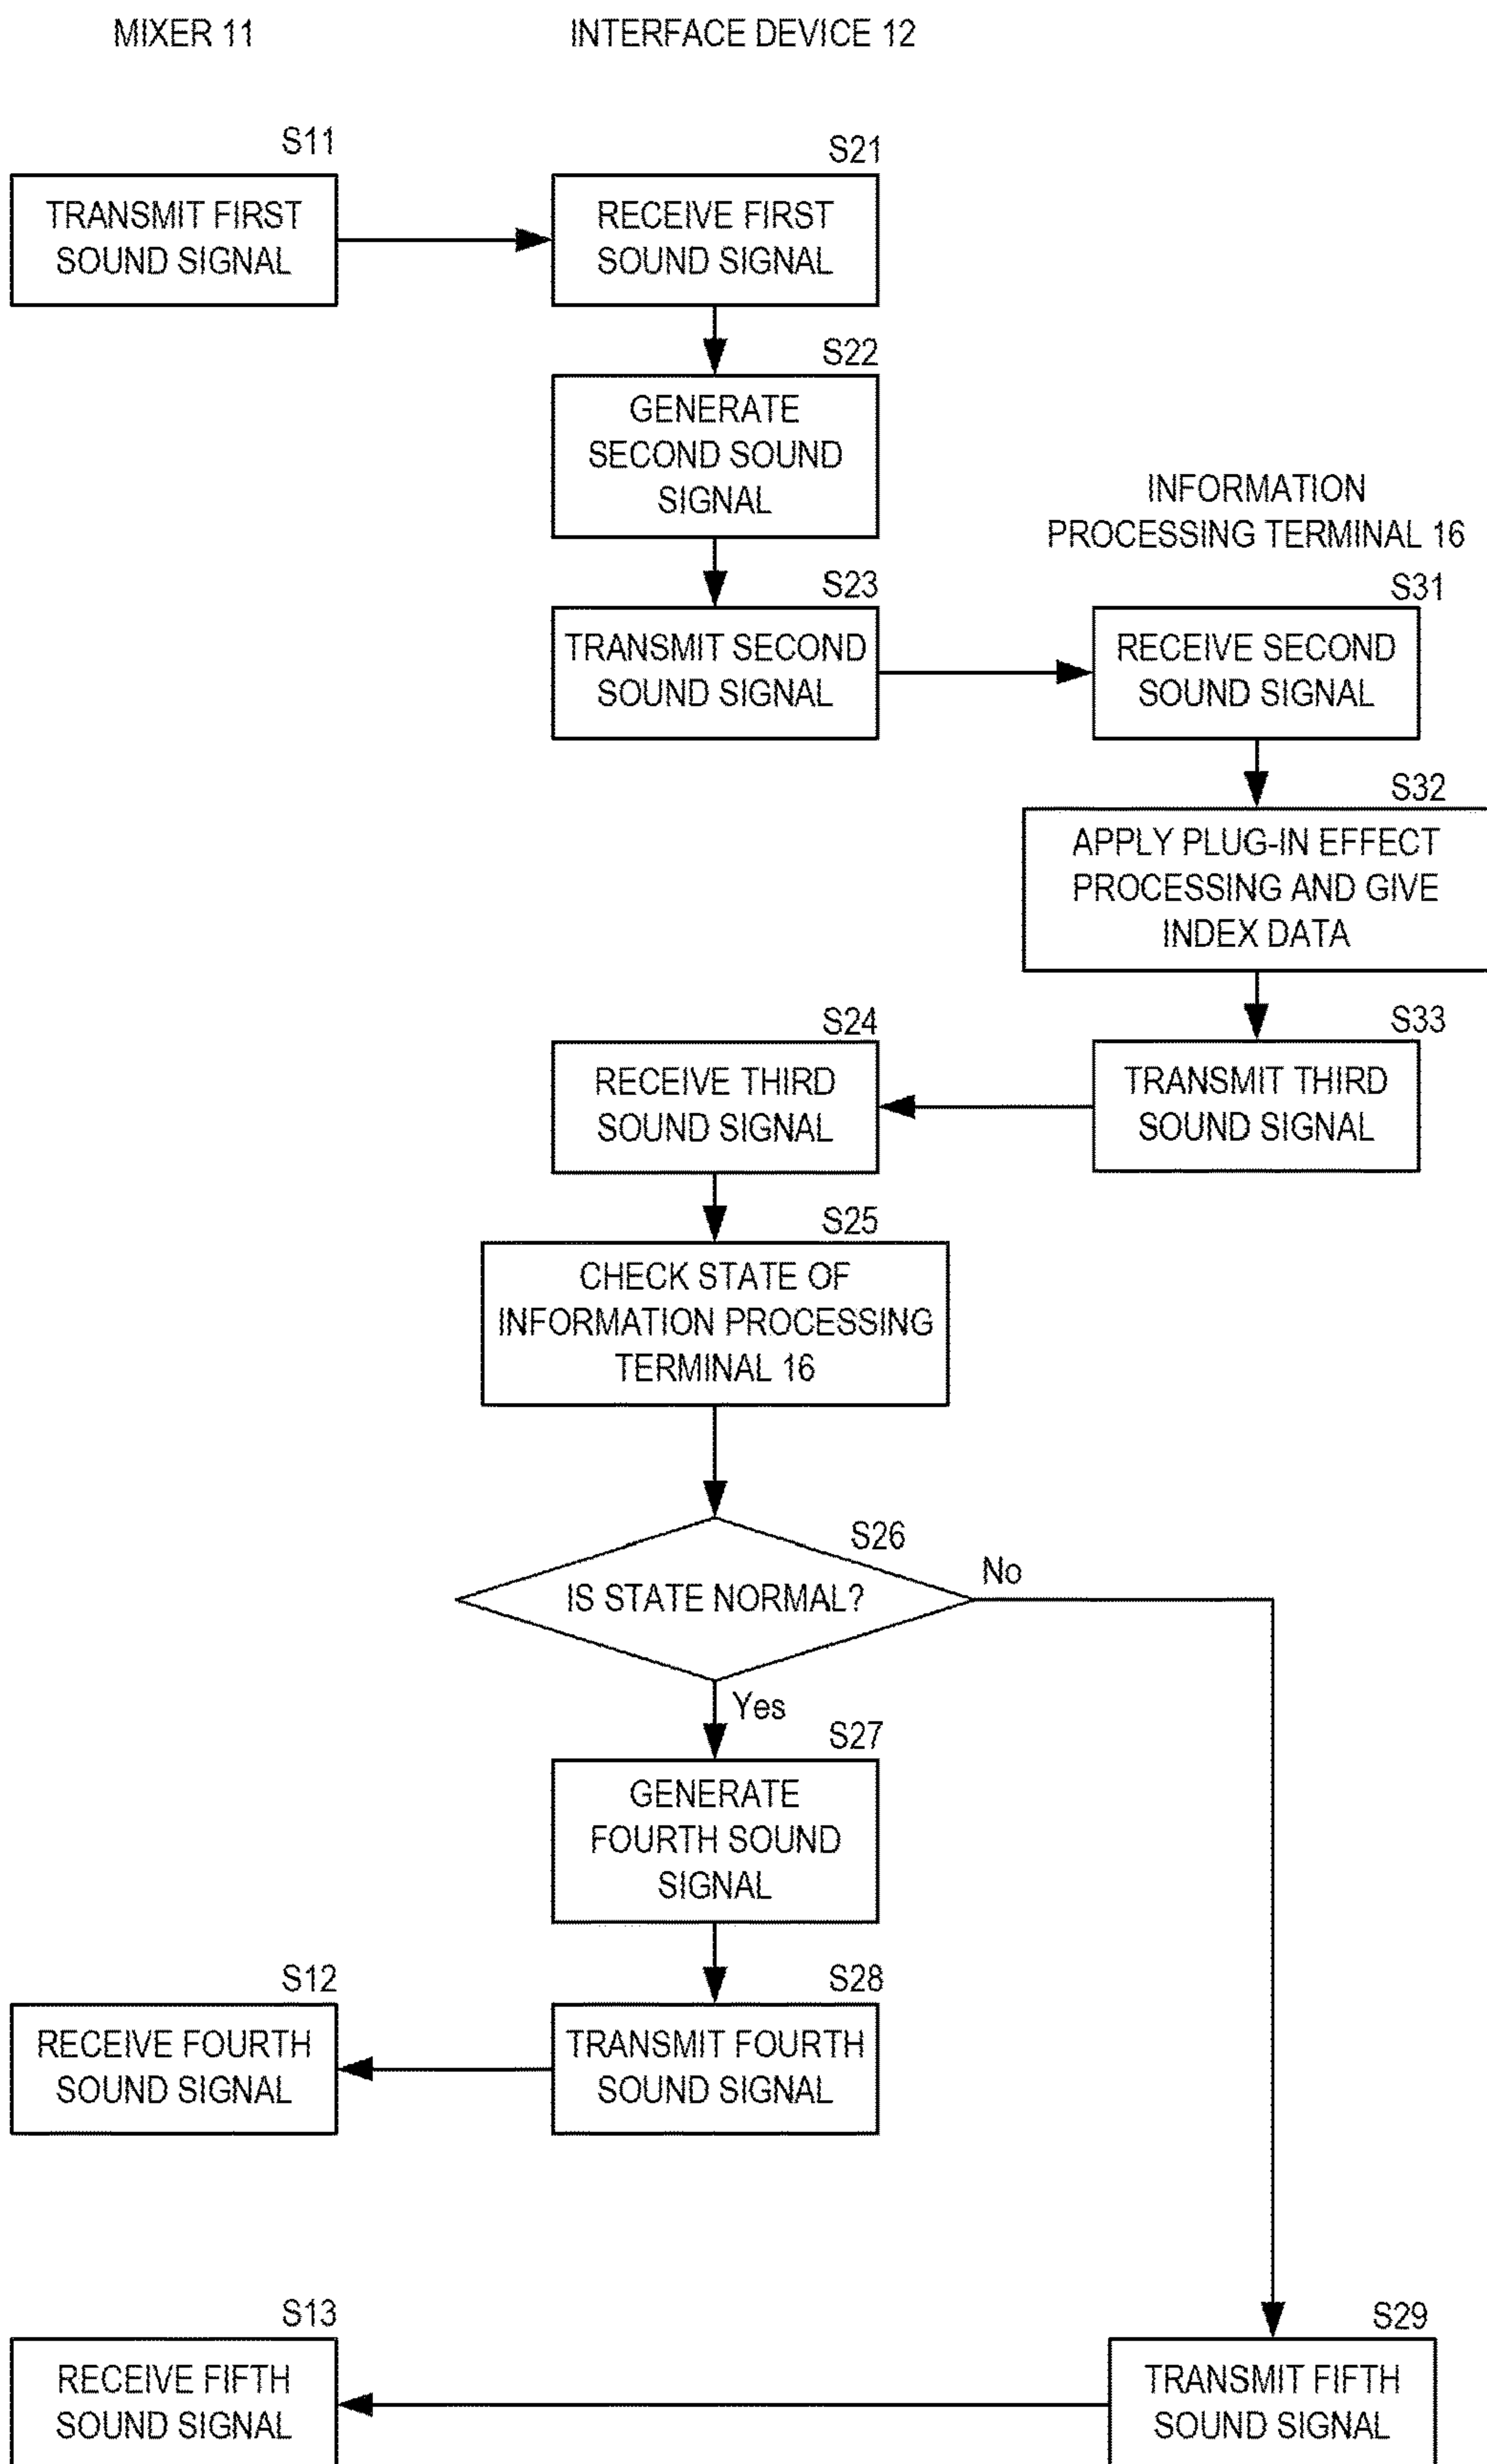 MIXER 11
INTERFACE DEVICE 12
S11
S21
TRANSMIT FIRST
SOUND SIGNAL
RECEIVE FIRST
SOUND SIGNAL
S22
GENERATE
SECOND SOUND
SIGNAL
INFORMATION
PROCESSING TERMINAL 16
S23
S31
TRANSMIT SECOND
SOUND SIGNAL
RECEIVE SECOND
SOUND SIGNAL
S32
APPLY PLUG-IN EFFECT
PROCESSING AND GIVE
INDEX DATA
S24
S33
RECEIVE THIRD
SOUND SIGNAL
TRANSMIT THIRD
SOUND SIGNAL
S25
CHECK STATE OF
INFORMATION PROCESSING
TERMINAL 16
S26
IS STATE NORMAL?
No
Yes
S27
GENERATE
FOURTH SOUND
SIGNAL
S12
S28
RECEIVE FOURTH
SOUND SIGNAL
TRANSMIT FOURTH
SOUND SIGNAL
S13
S29
RECEIVE FIFTH
SOUND SIGNAL
TRANSMIT FIFTH
SOUND SIGNAL